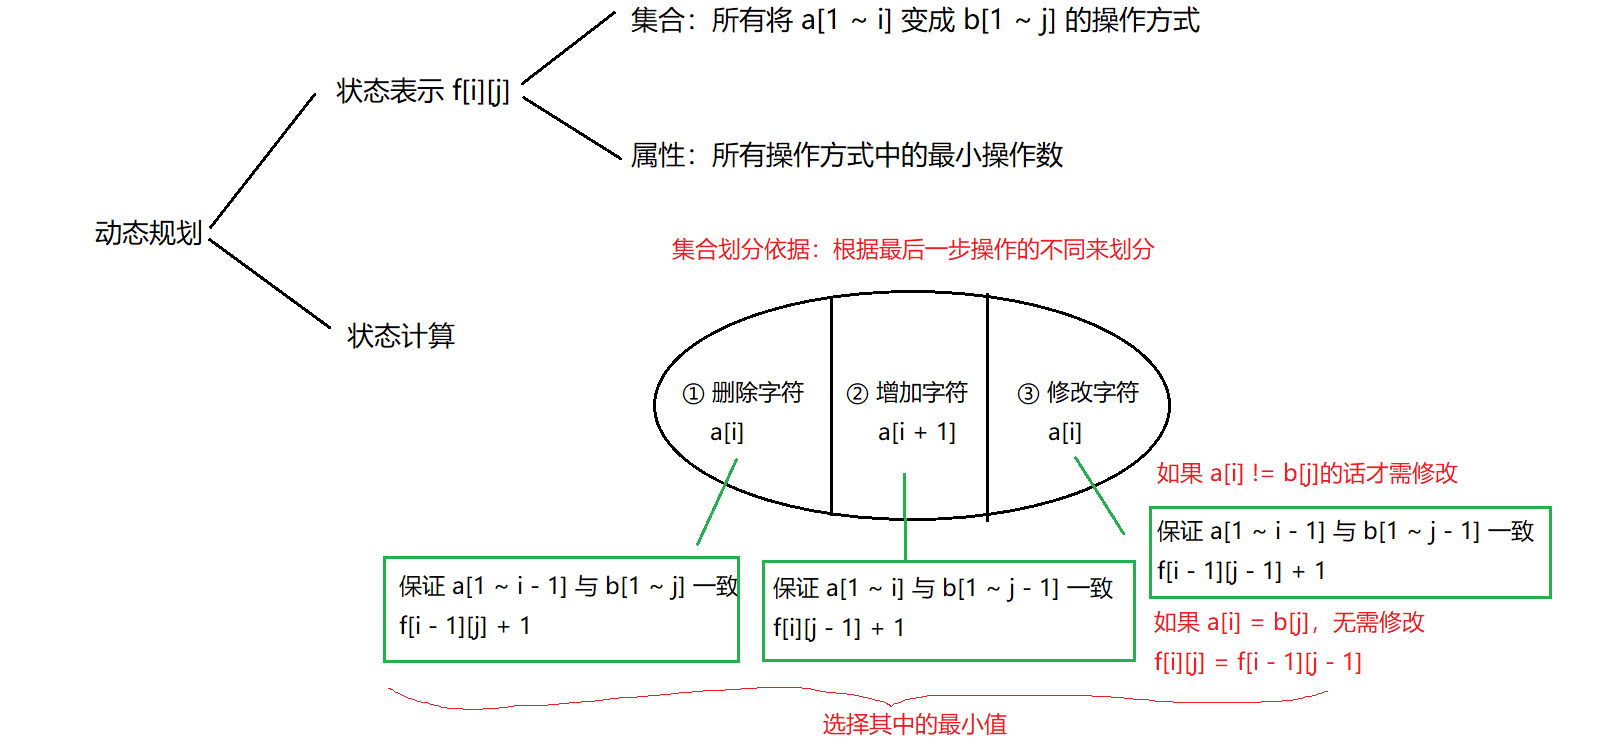 集合：所有将 a[1 ~ i] 变成 b[1 ~ j] 的操作方式
状态表示 f[i][j]
属性：所有操作方式中的最小操作数
动态规划
集合划分依据：根据最后一步操作的不同来划分
状态计算
① 删除字符
a[i]
② 增加字符
a[i + 1]
③ 修改字符
a[i]
如果 a[i] != b[j]的话才需修改
保证 a[1 ~ i - 1] 与 b[1 ~ j - 1] 一致
f[i - 1][j - 1] + 1
保证 a[1 ~ i - 1] 与 b[1 ~ j] 一致
f[i - 1][j] + 1
保证 a[1 ~ i] 与 b[1 ~ j - 1] 一致
f[i][j - 1] + 1
如果 a[i] = b[j]，无需修改
f[i][j] = f[i - 1][j - 1]
选择其中的最小值